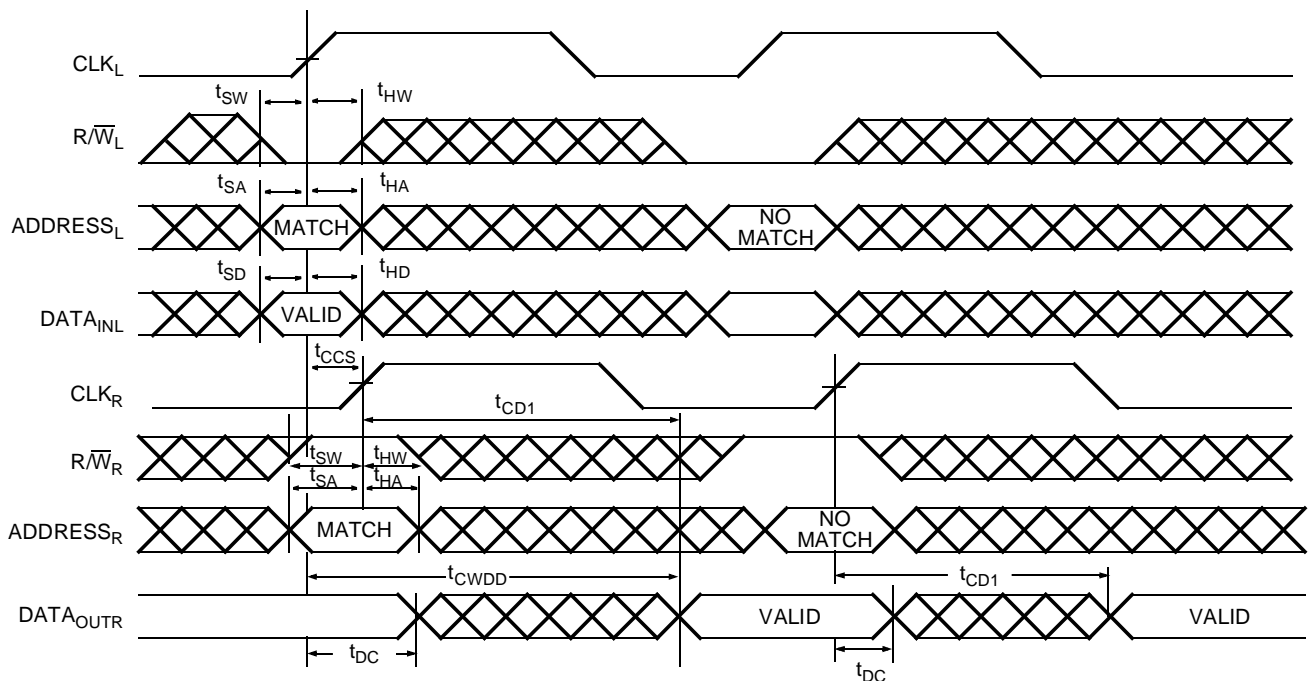 CLK_L
t_SW t_HW
R/W̅_L
t_SA t_HA
ADDRESS_L MATCH NO MATCH
t_SD t_HD
DATA_INL VALID
t_CCS
CLK_R
t_CD1
R/W̅_R t_SW t_HW
t_SA t_HA
ADDRESS_R MATCH NO MATCH
t_CWDD t_CD1
DATA_OUTR VALID VALID
t_DC t_DC